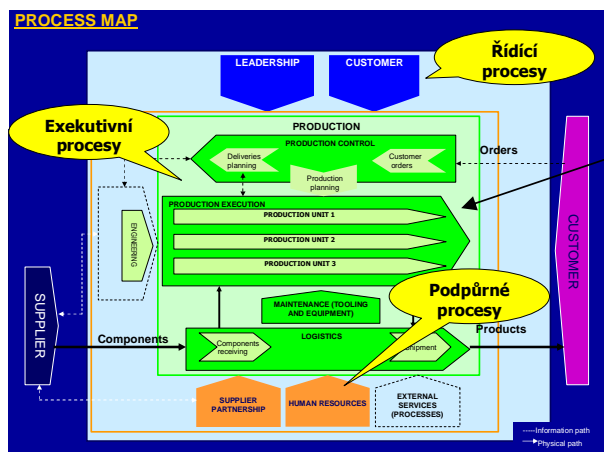 PROCESS MAP
LEADERSHIP
CUSTOMER
Řídící
procesy
Exekutivní
procesy
PRODUCTION
PRODUCTION CONTROL
Deliveries
planning
Customer
orders
Production
planning
Orders
PRODUCTION EXECUTION
PRODUCTION UNIT 1
PRODUCTION UNIT 2
PRODUCTION UNIT 3
ENGINEERING
CUSTOMER
SUPPLIER
MAINTENANCE (TOOLING
AND EQUIPMENT)
Podpůrné
procesy
Components
Products
LOGISTICS
Components
receiving
hipment
SUPPLIER
PARTNERSHIP
HUMAN RESOURCES
EXTERNAL
SERVICES
(PROCESSES)
-----Information path
Physical path